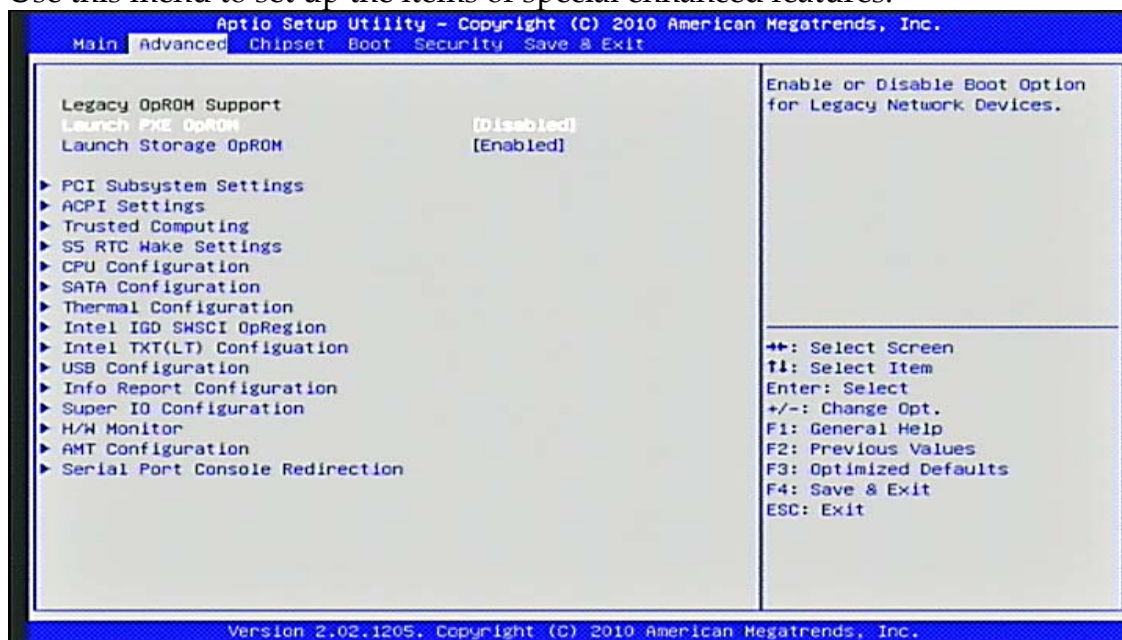 Use this menu to set up the items of special enhanced features.
Aptio Setup Utility – Copyright (C) 2010 American Megatrends, Inc.
Main Advanced Chipset Boot Security Save & Exit
Legacy OpROM Support
Launch PXE OpROM [Disabled]
Launch Storage OpROM [Enabled]
PCI Subsystem Settings
ACPI Settings
Trusted Computing
S5 RTC Wake Settings
CPU Configuration
SATA Configuration
Thermal Configuration
Intel IGD SWSCI OpRegion
Intel TXT(LT) Configuation
USB Configuration
Info Report Configuration
Super IO Configuration
H/W Monitor
AMT Configuration
Serial Port Console Redirection
Enable or Disable Boot Option
for Legacy Network Devices.
→←: Select Screen
↑↓: Select Item
Enter: Select
+/-: Change Opt.
F1: General Help
F2: Previous Values
F3: Optimized Defaults
F4: Save & Exit
ESC: Exit
Version 2.02.1205. Copyright (C) 2010 American Megatrends, Inc.